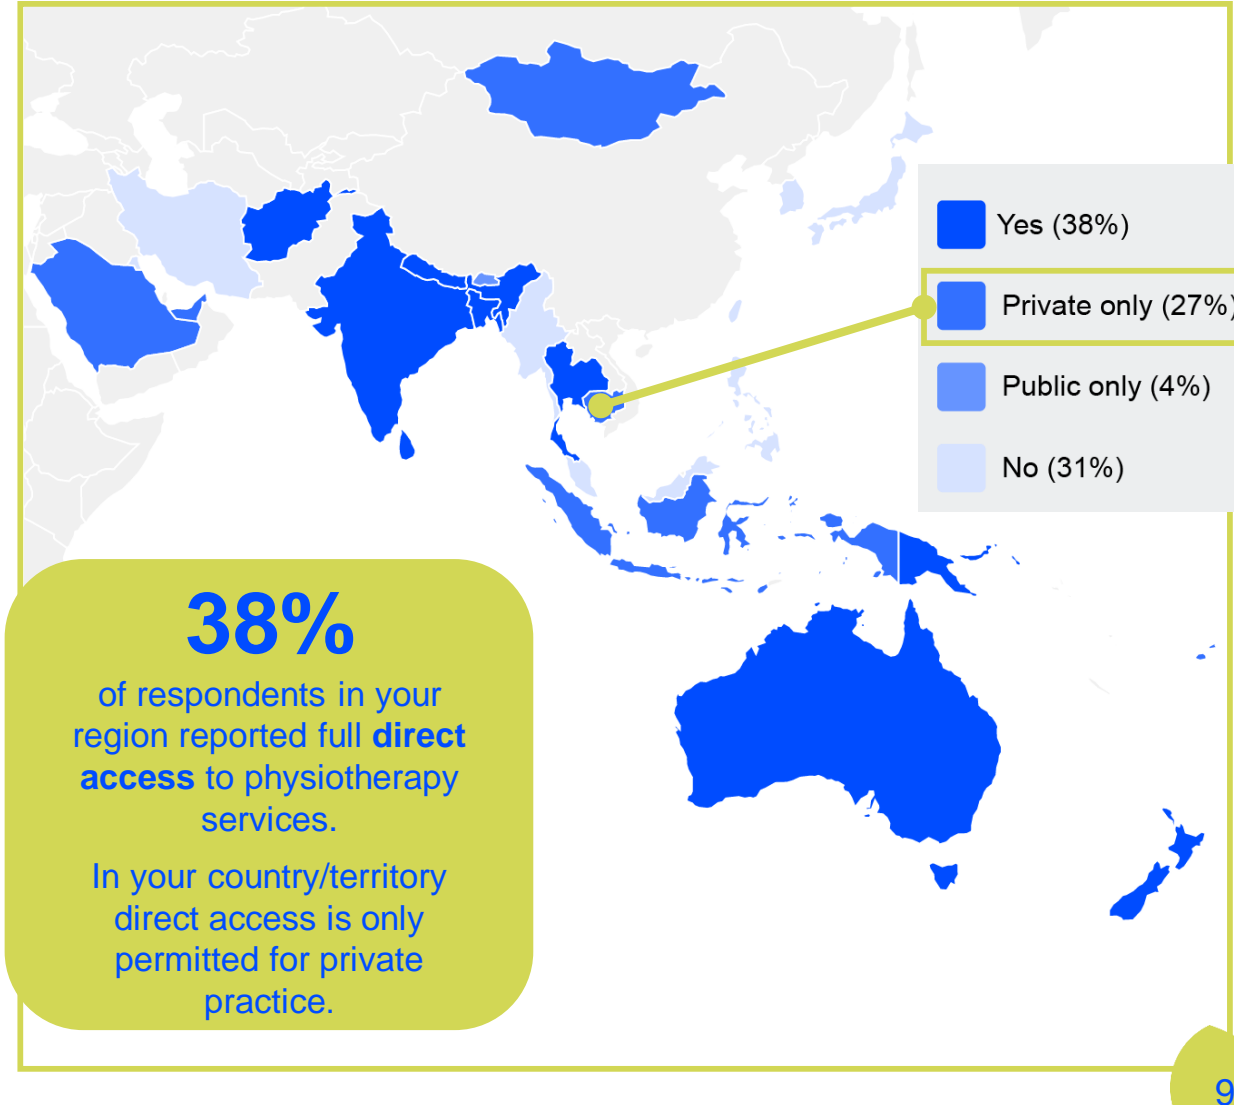 Yes (38%)
Private only (27%)
Public only (4%)
No (31%)
38%
of respondents in your
region reported full direct
access to physiotherapy
services.
In your country/territory
direct access is only
permitted for private
practice.
9